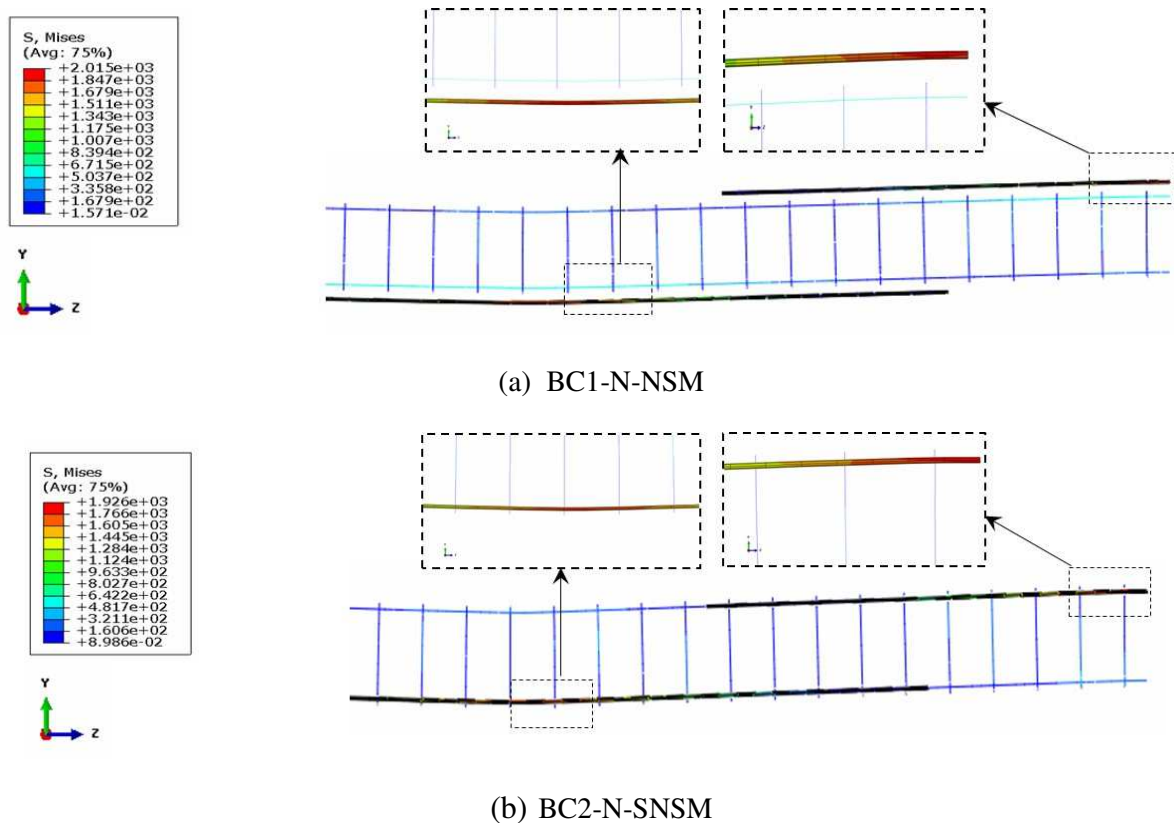 S, Mises
(Avg: 75%)
+2.015e+03
+1.847e+03
+1.679e+03
+1.511e+03
+1.343e+03
+1.175e+03
+1.007e+03
+8.394e+02
+6.715e+02
+5.037e+02
+3.358e+02
+1.679e+02
+1.571e-02
Y
Z
(a) BC1-N-NSM
S, Mises
(Avg: 75%)
+1.926e+03
+1.766e+03
+1.605e+03
+1.445e+03
+1.284e+03
+1.124e+03
+9.633e+02
+8.027e+02
+6.422e+02
+4.817e+02
+3.211e+02
+1.606e+02
+8.986e-02
Y
Z
(b) BC2-N-SNSM